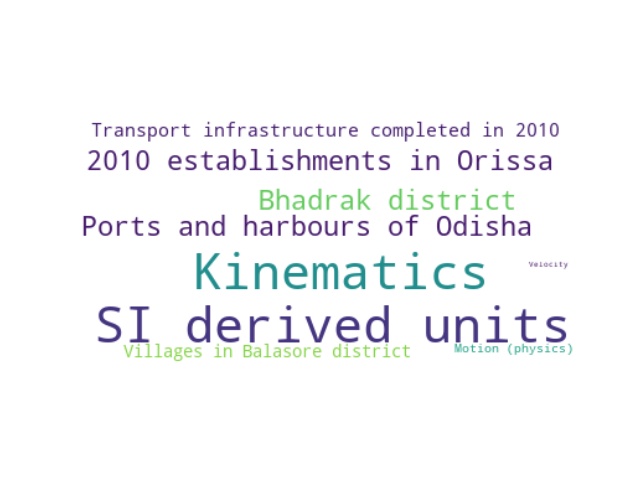 Transport infrastructure completed in 2010
2010 establishments in Orissa
Bhadrak district
Ports and harbours of Odisha
Kinematics
Velocity
SI derived units
Villages in Balasore district
Motion (physics)